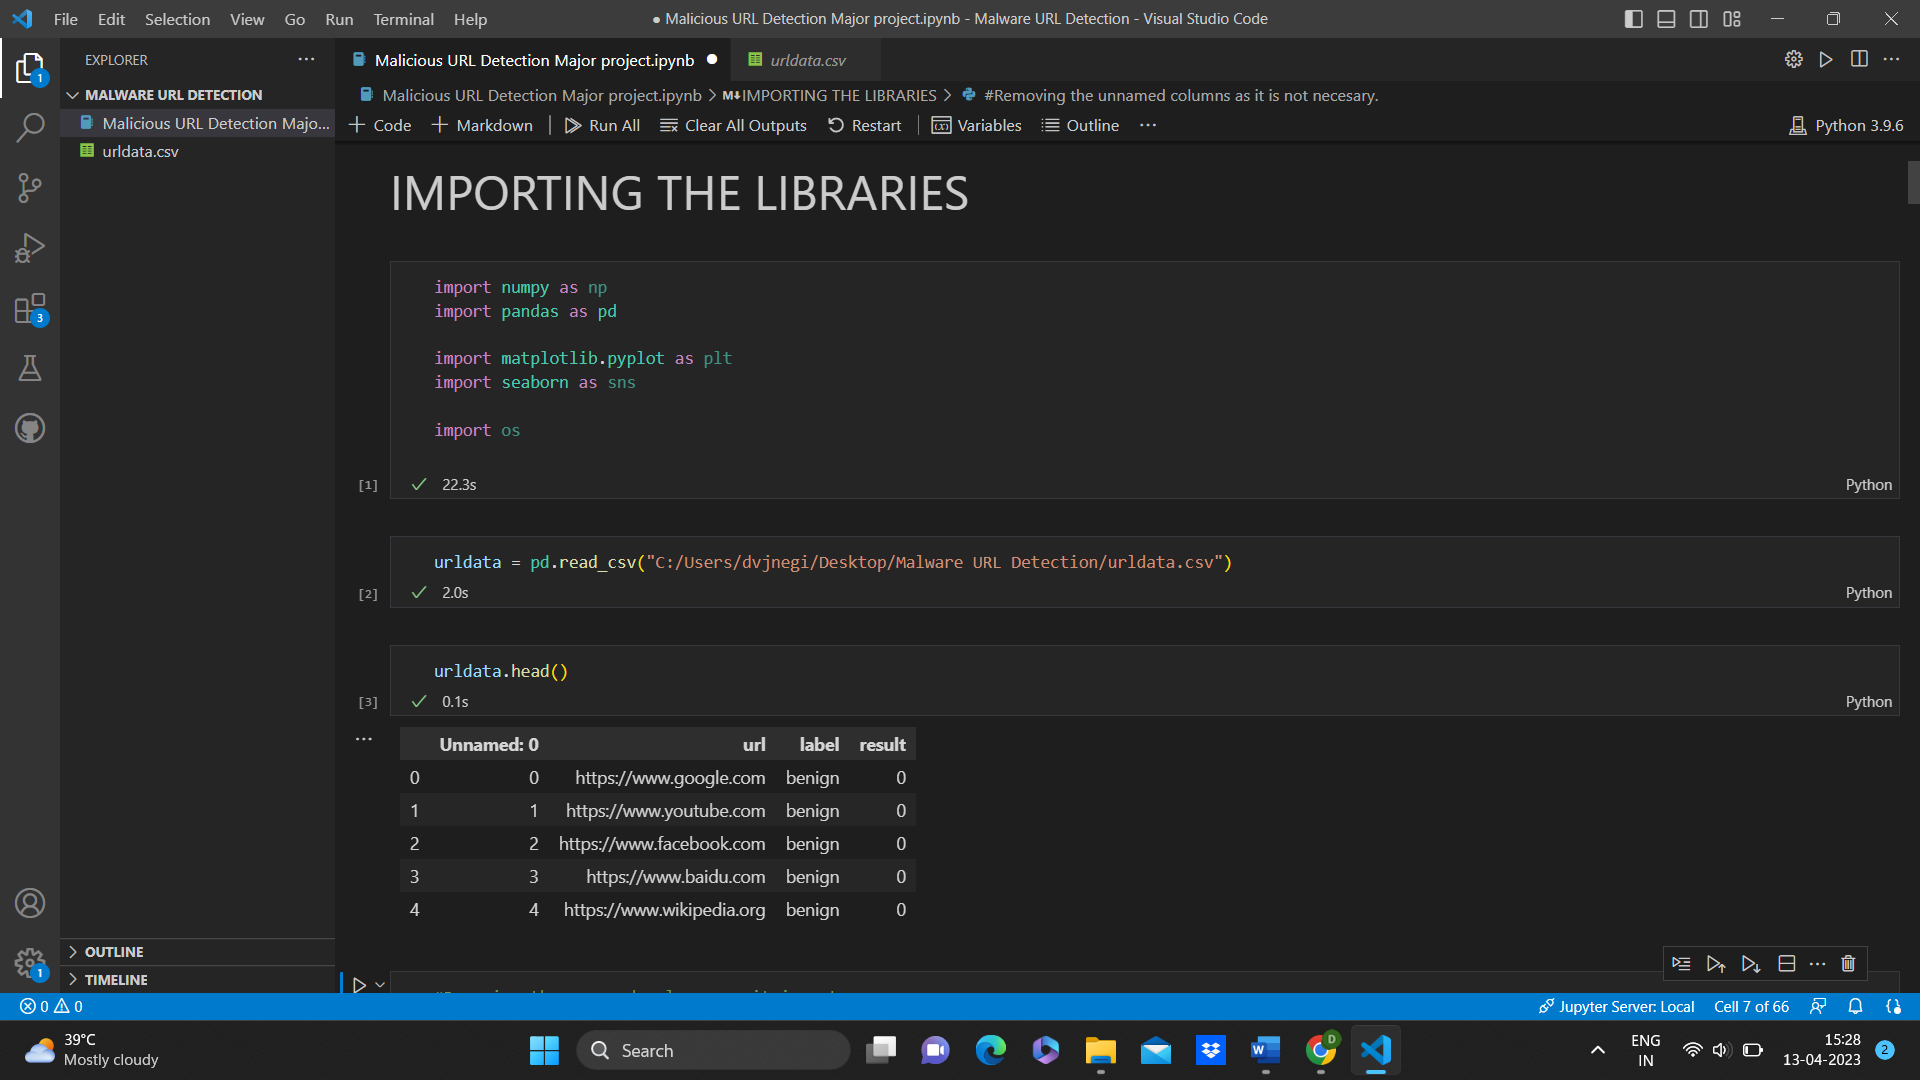 File Edit Selection View Go Run Terminal Help
● Malicious URL Detection Major project.ipynb - Malware URL Detection - Visual Studio Code
EXPLORER
MALWARE URL DETECTION
Malicious URL Detection Majo...
urldata.csv
OUTLINE
TIMELINE
1
3
1
Malicious URL Detection Major project.ipynb
urldata.csv
Malicious URL Detection Major project.ipynb > M↓IMPORTING THE LIBRARIES > #Removing the unnamed columns as it is not necesary.
+ Code + Markdown Run All Clear All Outputs Restart Variables Outline ...
Python 3.9.6
IMPORTING THE LIBRARIES
import numpy as np
import pandas as pd
import matplotlib.pyplot as plt
import seaborn as sns
import os
[1] ✓ 22.3s Python
urldata = pd.read_csv("C:/Users/dvjnegi/Desktop/Malware URL Detection/urldata.csv")
[2] ✓ 2.0s Python
urldata.head()
[3] ✓ 0.1s Python
Unnamed: 0 url label result
0 0 https://www.google.com benign 0
1 1 https://www.youtube.com benign 0
2 2 https://www.facebook.com benign 0
3 3 https://www.baidu.com benign 0
4 4 https://www.wikipedia.org benign 0
0 0
Jupyter Server: Local Cell 7 of 66
39°C
Mostly cloudy
Search
D
ENG
IN
15:28
13-04-2023
2